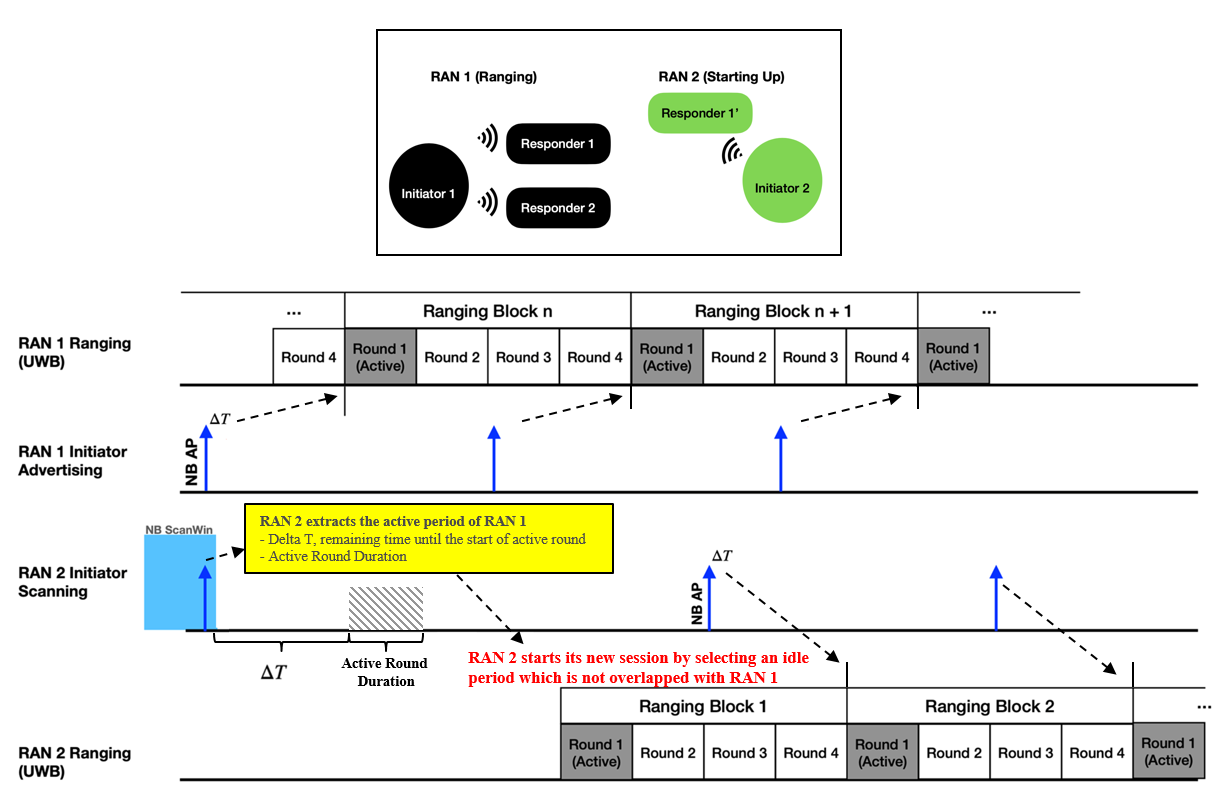 RAN 1 (Ranging)
RAN 2 (Starting Up)
Responder 1'
Responder 1
Initiator 1
Initiator 2
Responder 2
... Ranging Block n Ranging Block n + 1 ...
RAN 1 Ranging
(UWB)
Round 4
Round 1
(Active)
Round 2
Round 3
Round 4
Round 1
(Active)
Round 2
Round 3
Round 4
Round 1
(Active)
ΔT
NB AP
RAN 1 Initiator
Advertising
NB ScanWin
RAN 2 extracts the active period of RAN 1
- Delta T, remaining time until the start of active round
- Active Round Duration
RAN 2 Initiator
Scanning
ΔT
NB AP
ΔT
Active Round
Duration
RAN 2 starts its new session by selecting an idle
period which is not overlapped with RAN 1
Ranging Block 1 Ranging Block 2 ...
RAN 2 Ranging
(UWB)
Round 1
(Active)
Round 2
Round 3
Round 4
Round 1
(Active)
Round 2
Round 3
Round 4
Round 1
(Active)